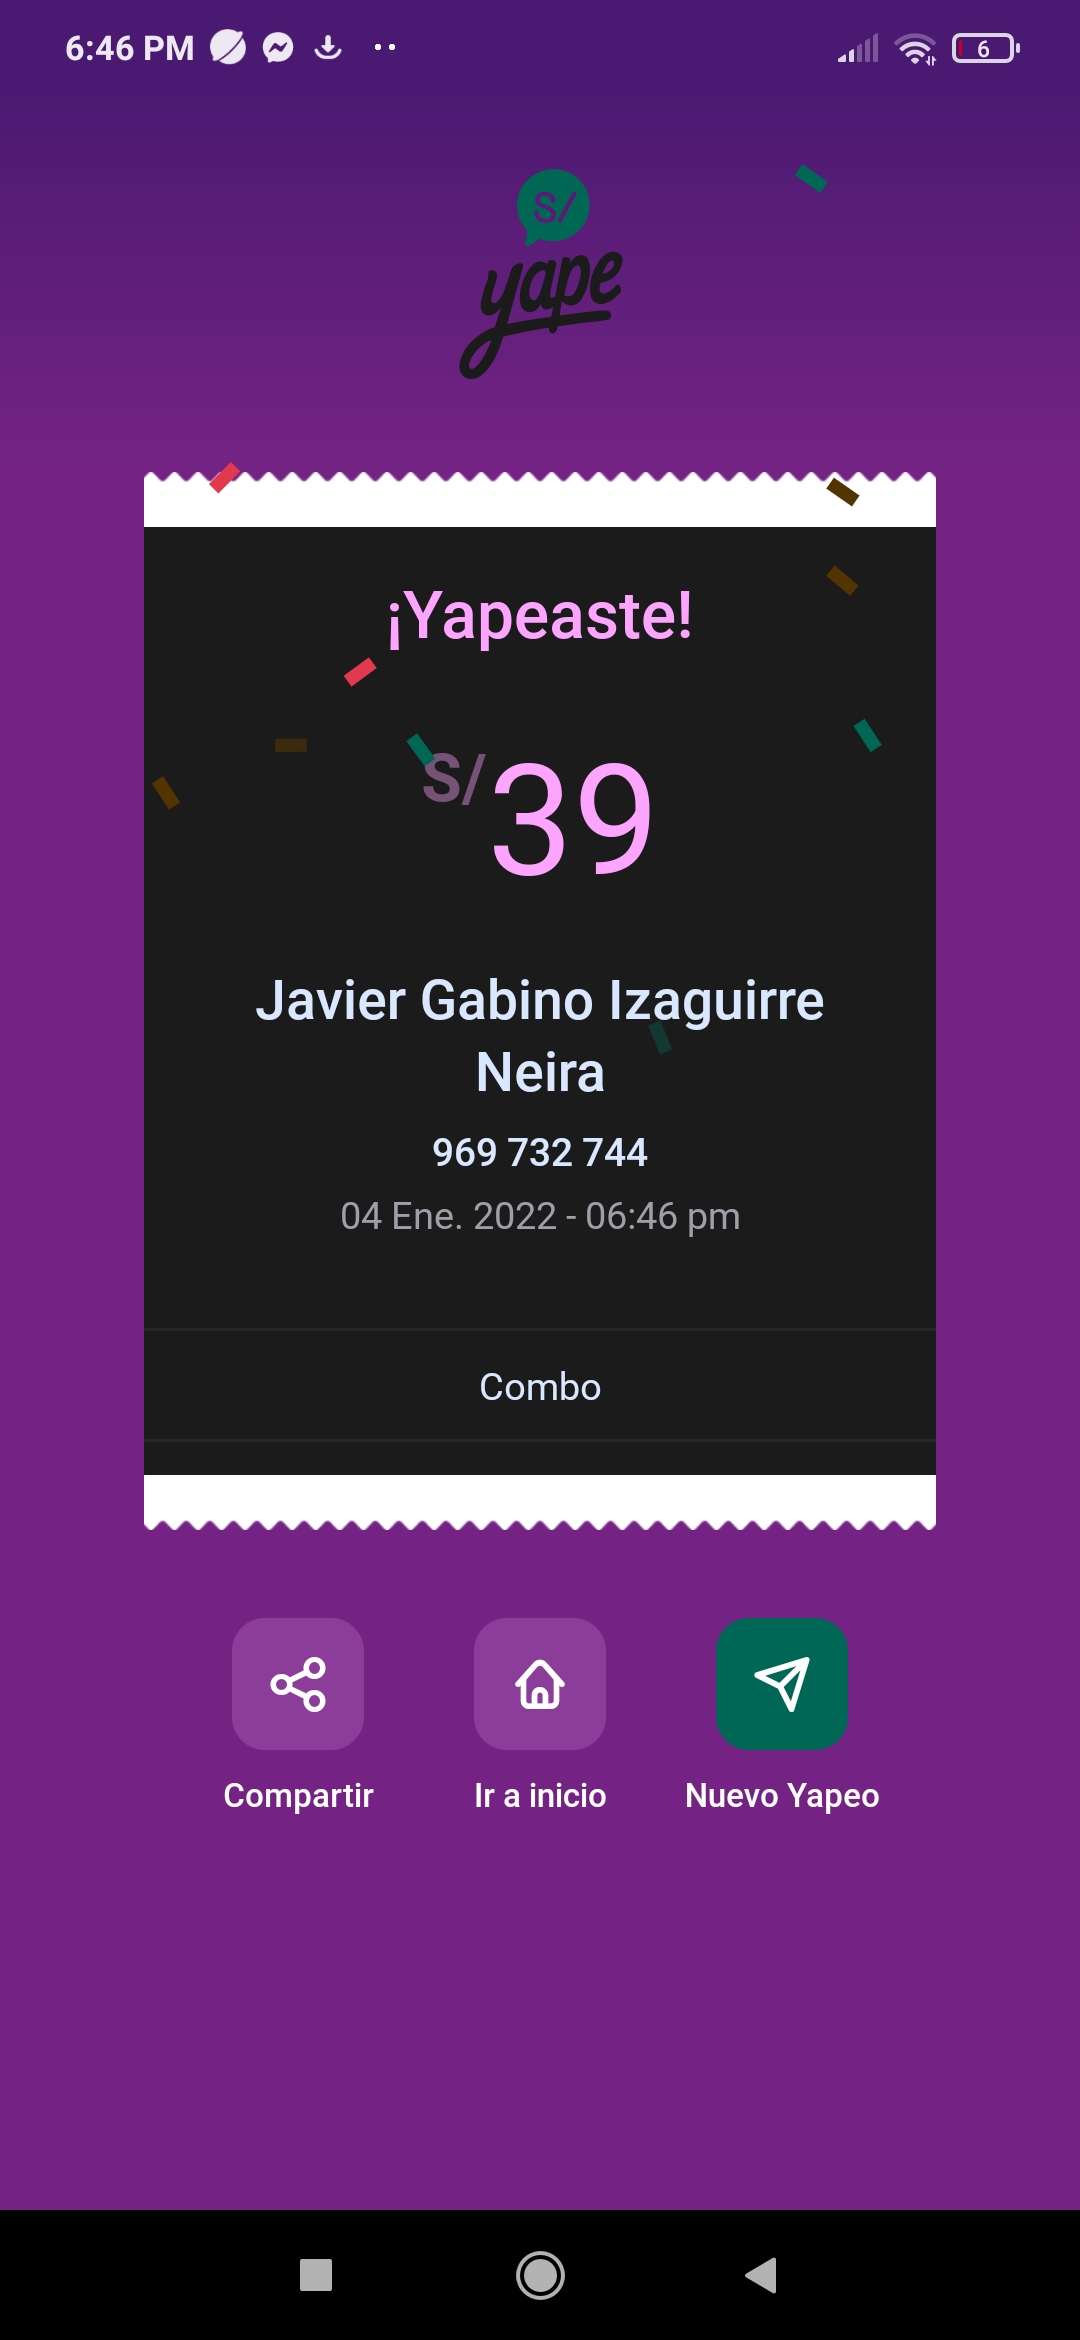 6:46 PM
6
S/
yape
¡Yapeaste!
S/39
Javier Gabino Izaguirre
Neira
969 732 744
04 Ene. 2022 - 06:46 pm
Combo
Compartir
Ir a inicio
Nuevo Yapeo